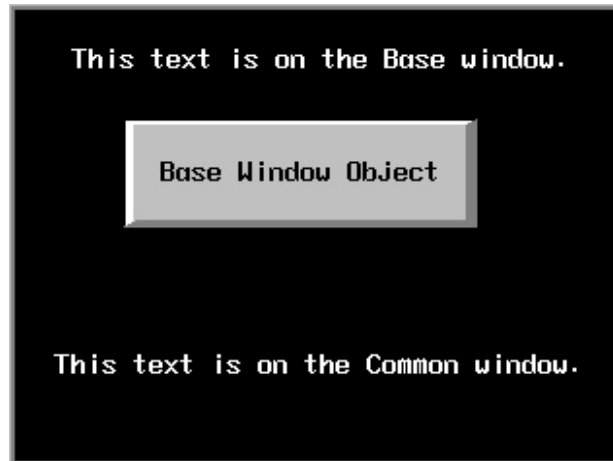 This text is on the Base window.
Base Window Object
This text is on the Common window.